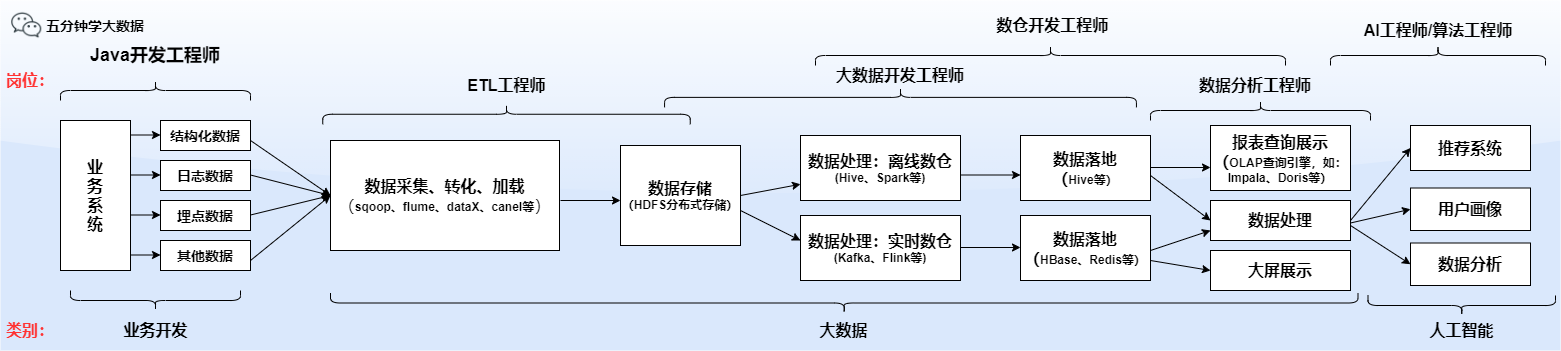 五分钟学大数据
岗位：
Java开发工程师
ETL工程师
大数据开发工程师
数仓开发工程师
数据分析工程师
AI工程师/算法工程师
业务系统
结构化数据
日志数据
埋点数据
其他数据
数据采集、转化、加载
（sqoop、flume、dataX、canel等）
数据存储
(HDFS分布式存储)
数据处理：离线数仓
(Hive、Spark等)
数据处理：实时数仓
(Kafka、Flink等)
数据落地
(Hive等)
数据落地
(HBase、Redis等)
报表查询展示
(OLAP查询引擎，如：
Impala、Doris等)
数据处理
大屏展示
推荐系统
用户画像
数据分析
类别：
业务开发
大数据
人工智能